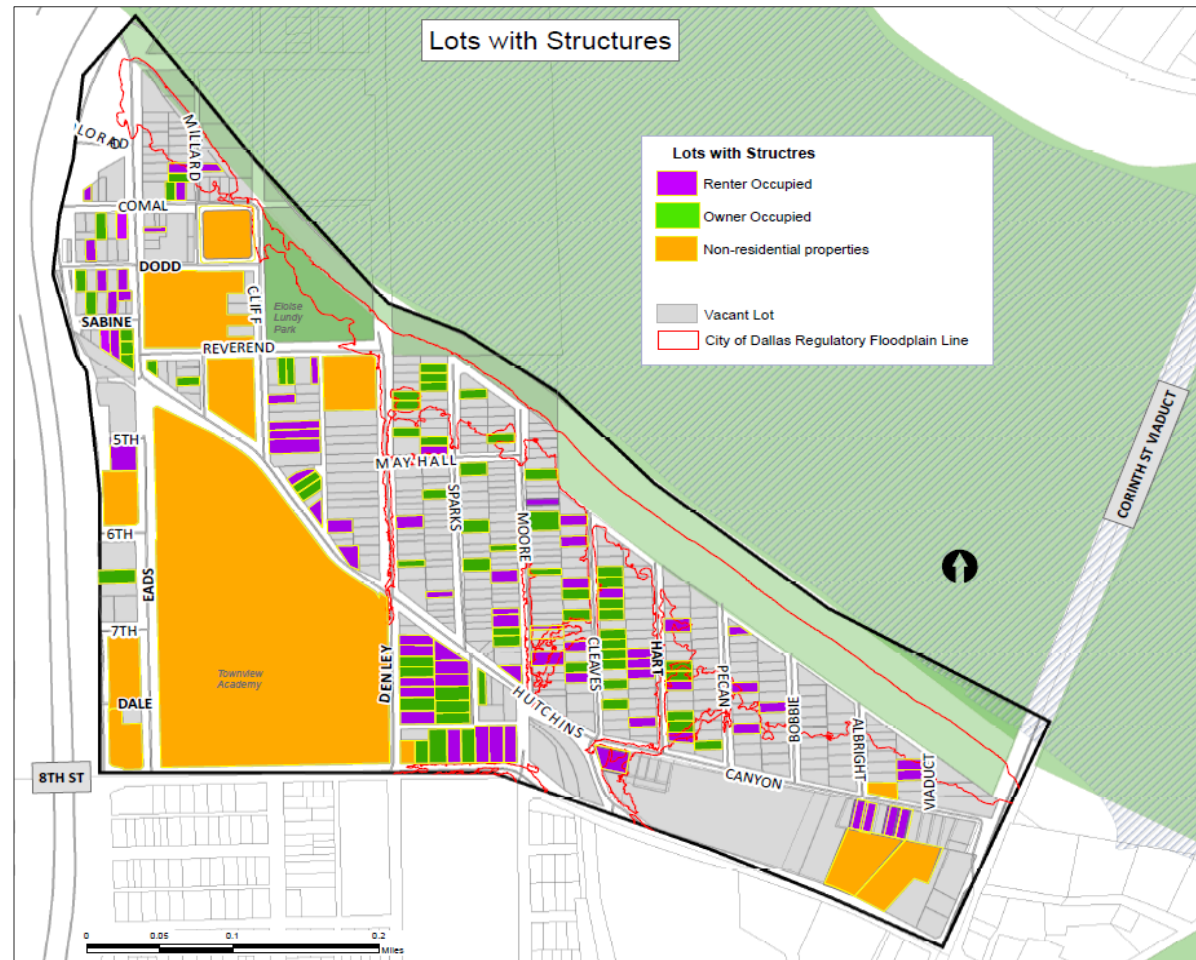 Lots with Structures
Lots with Structres
Renter Occupied
Owner Occupied
Non-residential properties
Vacant Lot
City of Dallas Regulatory Floodplain Line
MILLARD
COMAL
DODD
CLIFF
Eloise
Lundy
Park
SABINE
REVEREND
5TH
MAY HALL
SPARKS
MOORE
6TH
EADS
7TH
CLEAVES
HART
PECAN
BOBBIE
ALBRIGHT
VIADUCT
CORINTH ST VIADUCT
Townview
Academy
DENLEY
HUTCHINS
DALE
CANYON
8TH ST
0 0.05 0.1 0.2
Miles